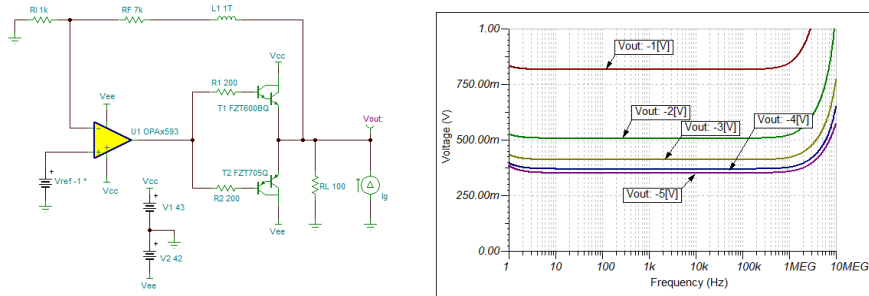 RI 1k
RF 7k
L1 1T
Vcc
R1 200
T1 FZT600BQ
Vee
U1 OPAx593
Vout
Vcc
T2 FZT705Q
RL 100
Ig
Vref -1 *
R2 200
Vcc
V1 43
V2 42
Vee
Vee
1.00
750.00m
500.00m
250.00m
0.00
Voltage (V)
Vout: -1[V]
Vout: -2[V]
Vout: -3[V]
Vout: -4[V]
Vout: -5[V]
1
10
100
1k
10k
100k
1MEG
10MEG
Frequency (Hz)